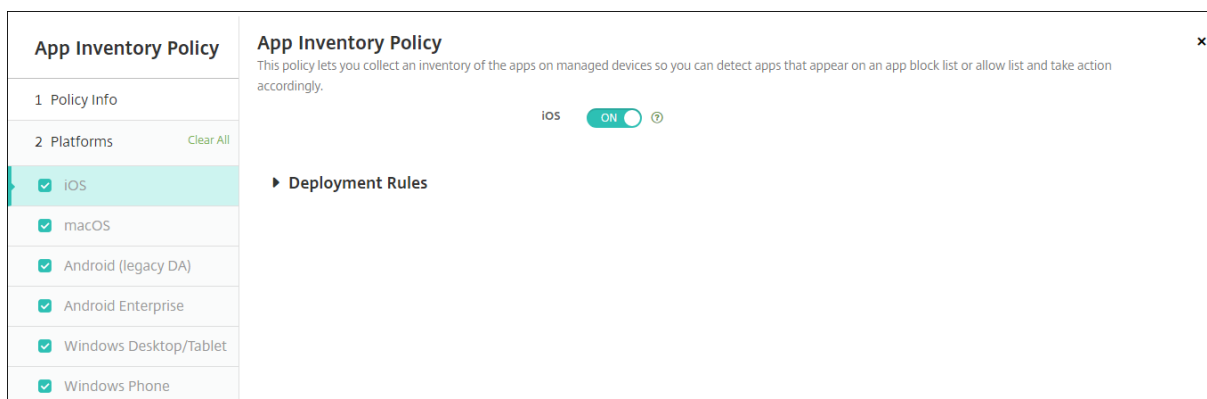 App Inventory Policy
1 Policy Info
2 Platforms Clear All
iOS
macOS
Android (legacy DA)
Android Enterprise
Windows Desktop/Tablet
Windows Phone
App Inventory Policy
This policy lets you collect an inventory of the apps on managed devices so you can detect apps that appear on an app block list or allow list and take action
accordingly.
iOS ON ?
Deployment Rules
×